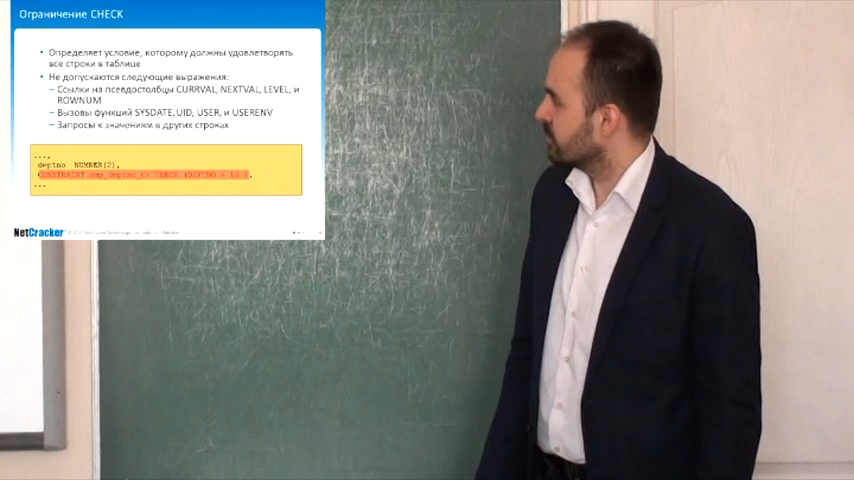 Ограничение CHECK
• Определяет условие, которому должны удовлетворять
все строки в таблице
• Не допускаются следующие выражения:
– Ссылки на псевдостолбцы CURRVAL, NEXTVAL, LEVEL, и
ROWNUM
– Вызовы функций SYSDATE, UID, USER, и USERENV
– Запросы к значениям в других строках
...,
deptno NUMBER(2),
CONSTRAINT emp_deptno_ck CHECK (DEPTNO > 10 ),
...
NetCracker